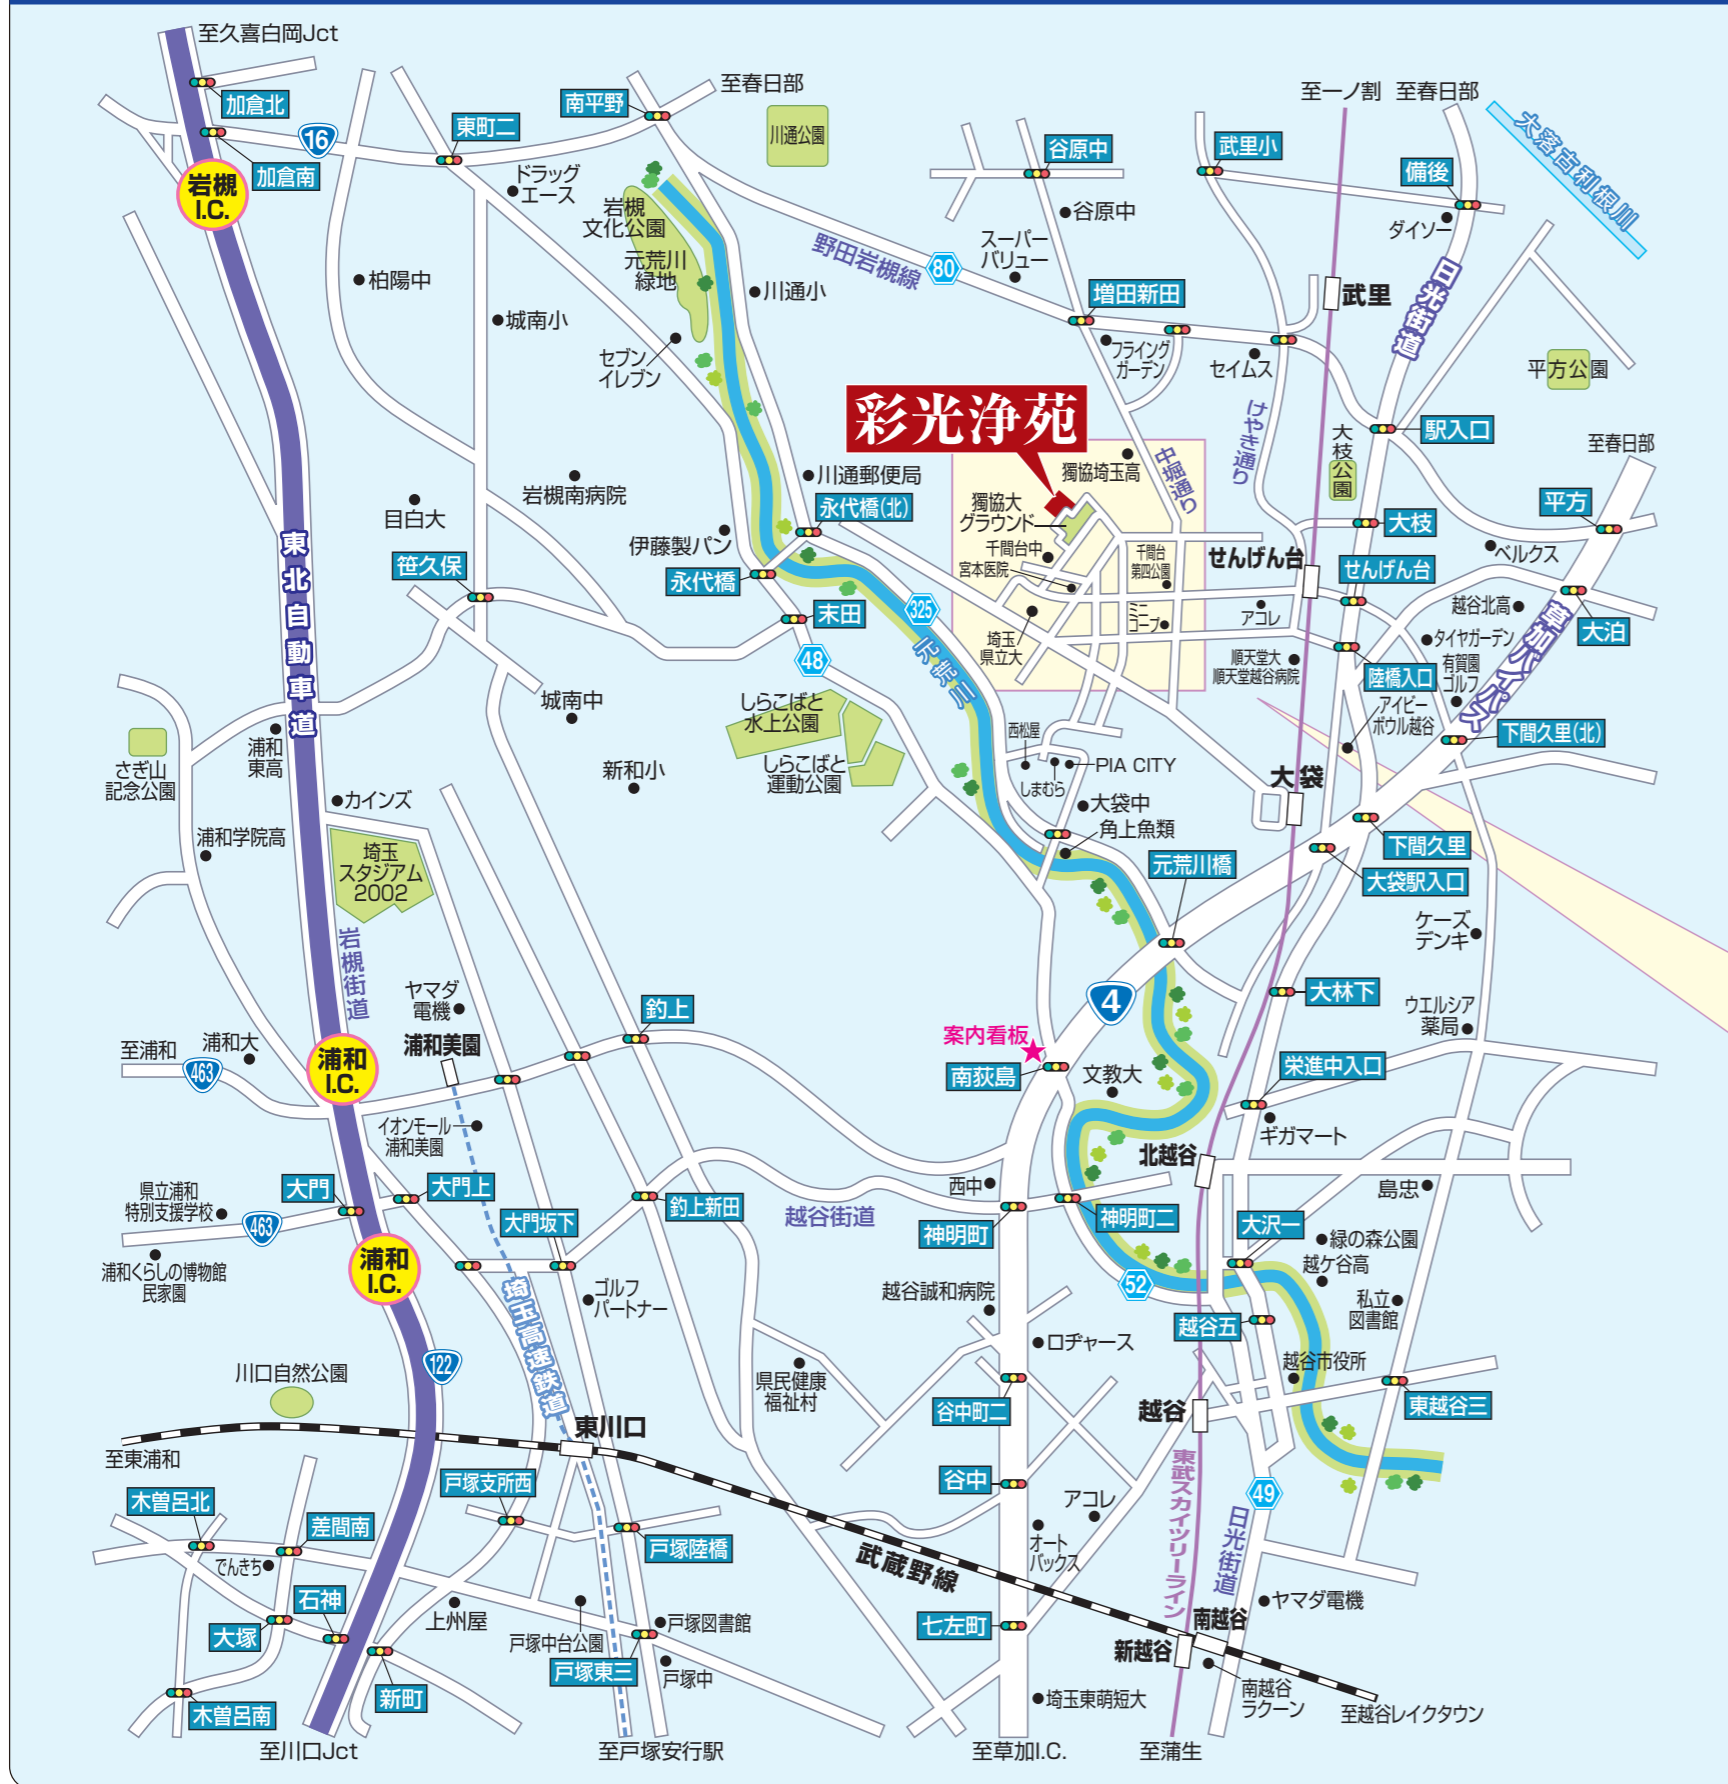 至久喜白岡Jct
加倉北
16
加倉南
岩槻
I.C.
東町二
南平野
至春日部
川通公園
ドラッグ
エース
岩槻
文化公園
元荒川
緑地
柏陽中
城南小
セブン
イレブン
川通小
野田岩槻線
80
谷原中
谷原中
スーパー
バリュー
増田新田
フライング
ガーデン
武里小
至一ノ割
至春日部
備後
ダイソー
大落古利根川
武里
日光街道
セイムス
平方公園
けやき通り
大枝公園
駅入口
至春日部
彩光浄苑
獨協埼玉高
中堀通り
獨協大
グラウンド
千間台中
宮本医院
千間台
第四公園
埼玉
県立大
ミニ
コープ
せんげん台
大枝
せんげん台
平方
ベルクス
アコレ
越谷北高
大泊
タイヤガーデン
有賀園
ゴルフ
草加バイパス
順天堂大
順天堂越谷病院
陸橋入口
アイビー
ボウル越谷
下間久里(北)
川通郵便局
永代橋(北)
岩槻南病院
目白大
伊藤製パン
笹久保
永代橋
末田
325
48
元荒川
東北自動車道
城南中
しらこばと
水上公園
しらこばと
運動公園
新和小
浦和
東高
さぎ山
記念公園
カインズ
浦和学院高
埼玉
スタジアム
2002
西松屋
しまむら
PIA CITY
大袋中
角上魚類
大袋
下間久里
大袋駅入口
元荒川橋
ケーズ
デンキ
岩槻街道
ヤマダ
電機
釣上
4
大林下
ウエルシア
薬局
至浦和
浦和大
463
浦和
I.C.
浦和美園
案内看板
南荻島
文教大
栄進中入口
ギガマート
イオンモール
浦和美園
北越谷
県立浦和
特別支援学校
大門
大門上
463
大門坂下
釣上新田
越谷街道
西中
神明町
神明町二
島忠
大沢一
緑の森公園
越ケ谷高
浦和くらしの博物館
民家園
浦和
I.C.
ゴルフ
パートナー
埼玉高速鉄道
52
越谷誠和病院
私立
図書館
越谷五
ロヂャース
越谷市役所
122
川口自然公園
県民健康
福祉村
谷中町二
越谷
東越谷三
東川口
至東浦和
戸塚支所西
谷中
アコレ
東武スカイツリーライン
49
木曽呂北
差間南
でんきち
戸塚陸橋
武蔵野線
オート
バックス
日光街道
石神
大塚
上州屋
戸塚中台公園
戸塚図書館
戸塚東三
戸塚中
七左町
ヤマダ電機
南越谷
新越谷
木曽呂南
新町
埼玉東萌短大
南越谷
ラクーン
至越谷レイクタウン
至川口Jct
至戸塚安行駅
至草加I.C.
至蒲生